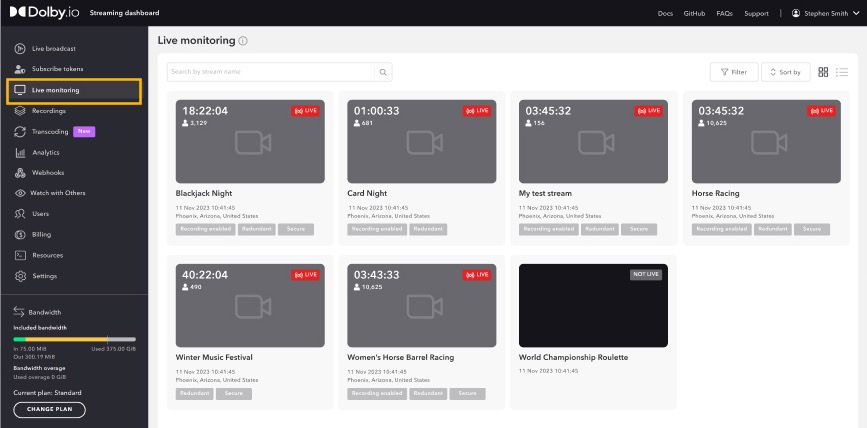 Dolby.io Streaming dashboard
Docs GitHub FAQs Support | Stephen Smith
Live broadcast
Subscribe tokens
Live monitoring
Recordings
Transcoding New
Analytics
Webhooks
Watch with Others
Users
Billing
Resources
Settings
Bandwidth
Included bandwidth
In 75.00 MiB Used 375.00 GiB
Out 300.19 MiB
Bandwidth overage
Used overage 0 GiB
Current plan: Standard
CHANGE PLAN
Live monitoring
Search by stream name
Filter Sort by
18:22:04 LIVE
3,129
Blackjack Night
11 Nov 2023 10:41:45
Phoenix, Arizona, United States
Recording enabled Redundant Secure
01:00:33 LIVE
681
Card Night
11 Nov 2023 10:41:45
Phoenix, Arizona, United States
Recording enabled Redundant
03:45:32 LIVE
156
My test stream
11 Nov 2023 10:41:45
Phoenix, Arizona, United States
Recording enabled Redundant Secure
03:45:32 LIVE
10,625
Horse Racing
11 Nov 2023 10:41:45
Phoenix, Arizona, United States
Recording enabled Redundant Secure
40:22:04 LIVE
490
Winter Music Festival
11 Nov 2023 10:41:45
Phoenix, Arizona, United States
Redundant Secure
03:43:33 LIVE
10,625
Women's Horse Barrel Racing
11 Nov 2023 10:41:45
Phoenix, Arizona, United States
Recording enabled Redundant Secure
NOT LIVE
World Championship Roulette
11 Nov 2023 10:41:45